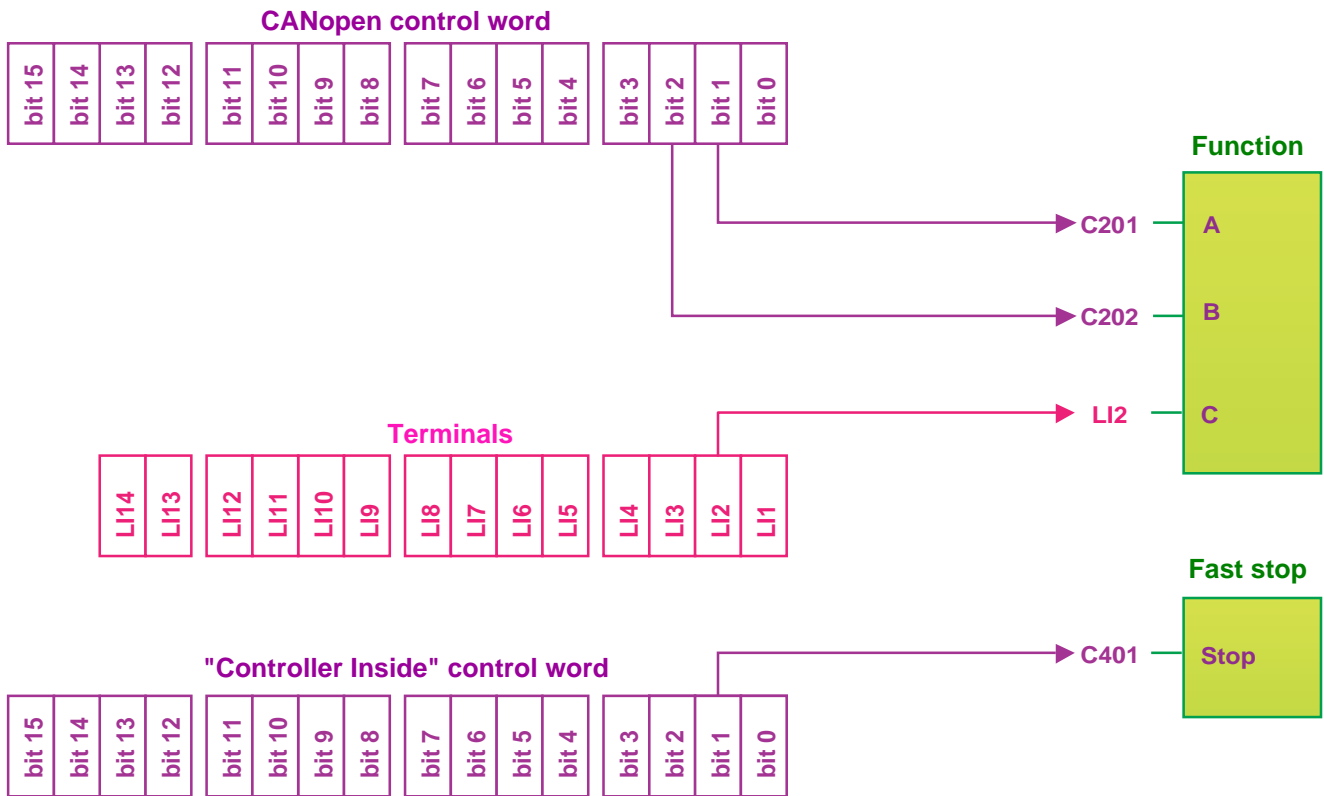 CANopen control word
bit 15 bit 14 bit 13 bit 12 bit 11 bit 10 bit 9 bit 8 bit 7 bit 6 bit 5 bit 4 bit 3 bit 2 bit 1 bit 0
Function
C201 A
C202 B
LI2 C
Terminals
LI14 LI13 LI12 LI11 LI10 LI9 LI8 LI7 LI6 LI5 LI4 LI3 LI2 LI1
Fast stop
C401 Stop
"Controller Inside" control word
bit 15 bit 14 bit 13 bit 12 bit 11 bit 10 bit 9 bit 8 bit 7 bit 6 bit 5 bit 4 bit 3 bit 2 bit 1 bit 0